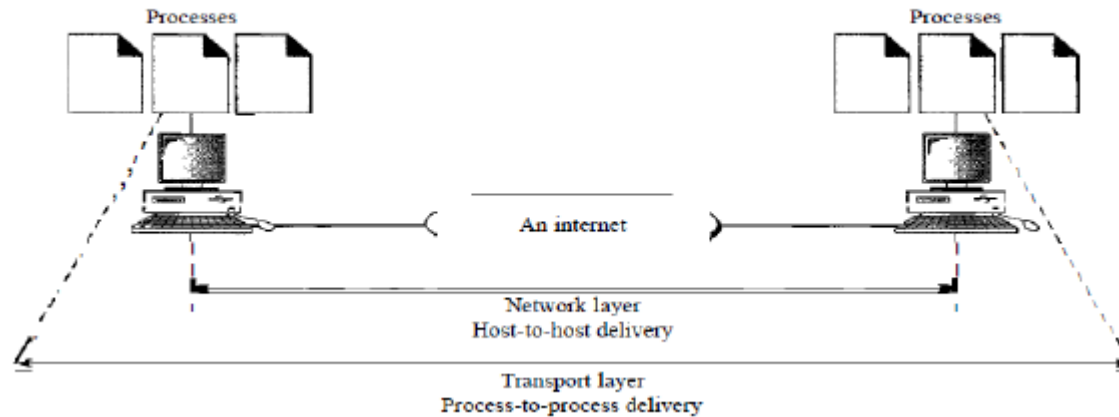 Processes
Processes
An internet
Network layer
Host-to-host delivery
Transport layer
Process-to-process delivery